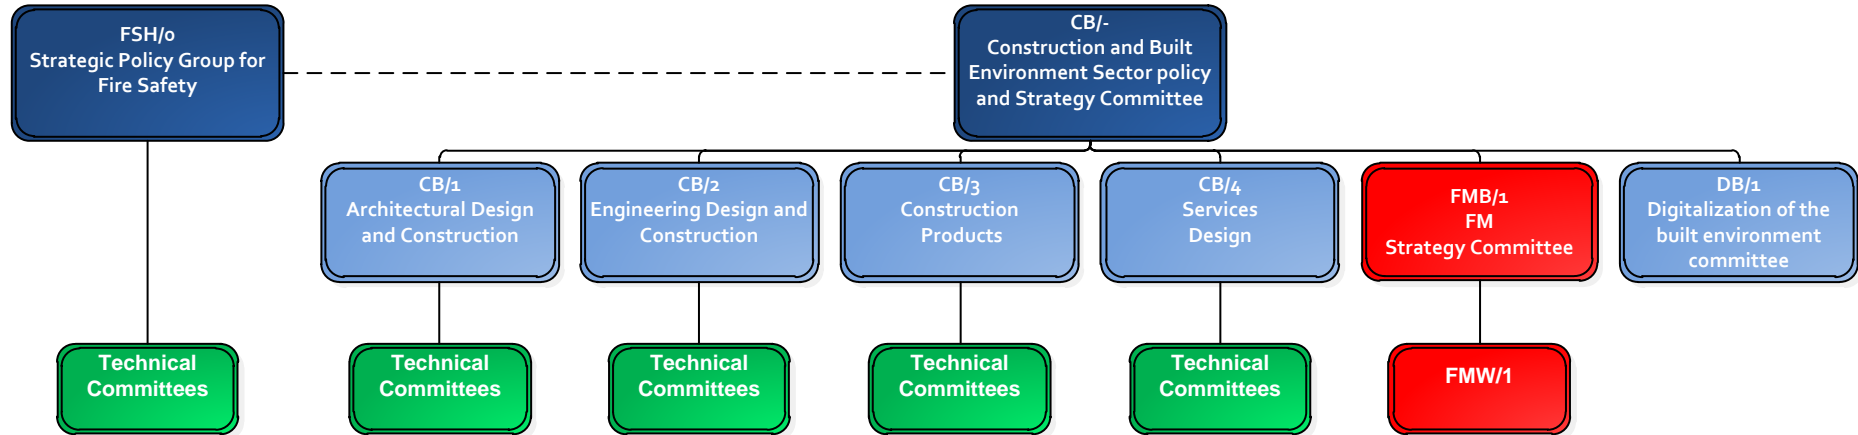 FSH/0
Strategic Policy Group for
Fire Safety
CB/-
Construction and Built
Environment Sector policy
and Strategy Committee
CB/1
Architectural Design
and Construction
CB/2
Engineering Design and
Construction
CB/3
Construction
Products
CB/4
Services
Design
FMB/1
FM
Strategy Committee
DB/1
Digitalization of the
built environment
committee
Technical
Committees
Technical
Committees
Technical
Committees
Technical
Committees
Technical
Committees
FMW/1